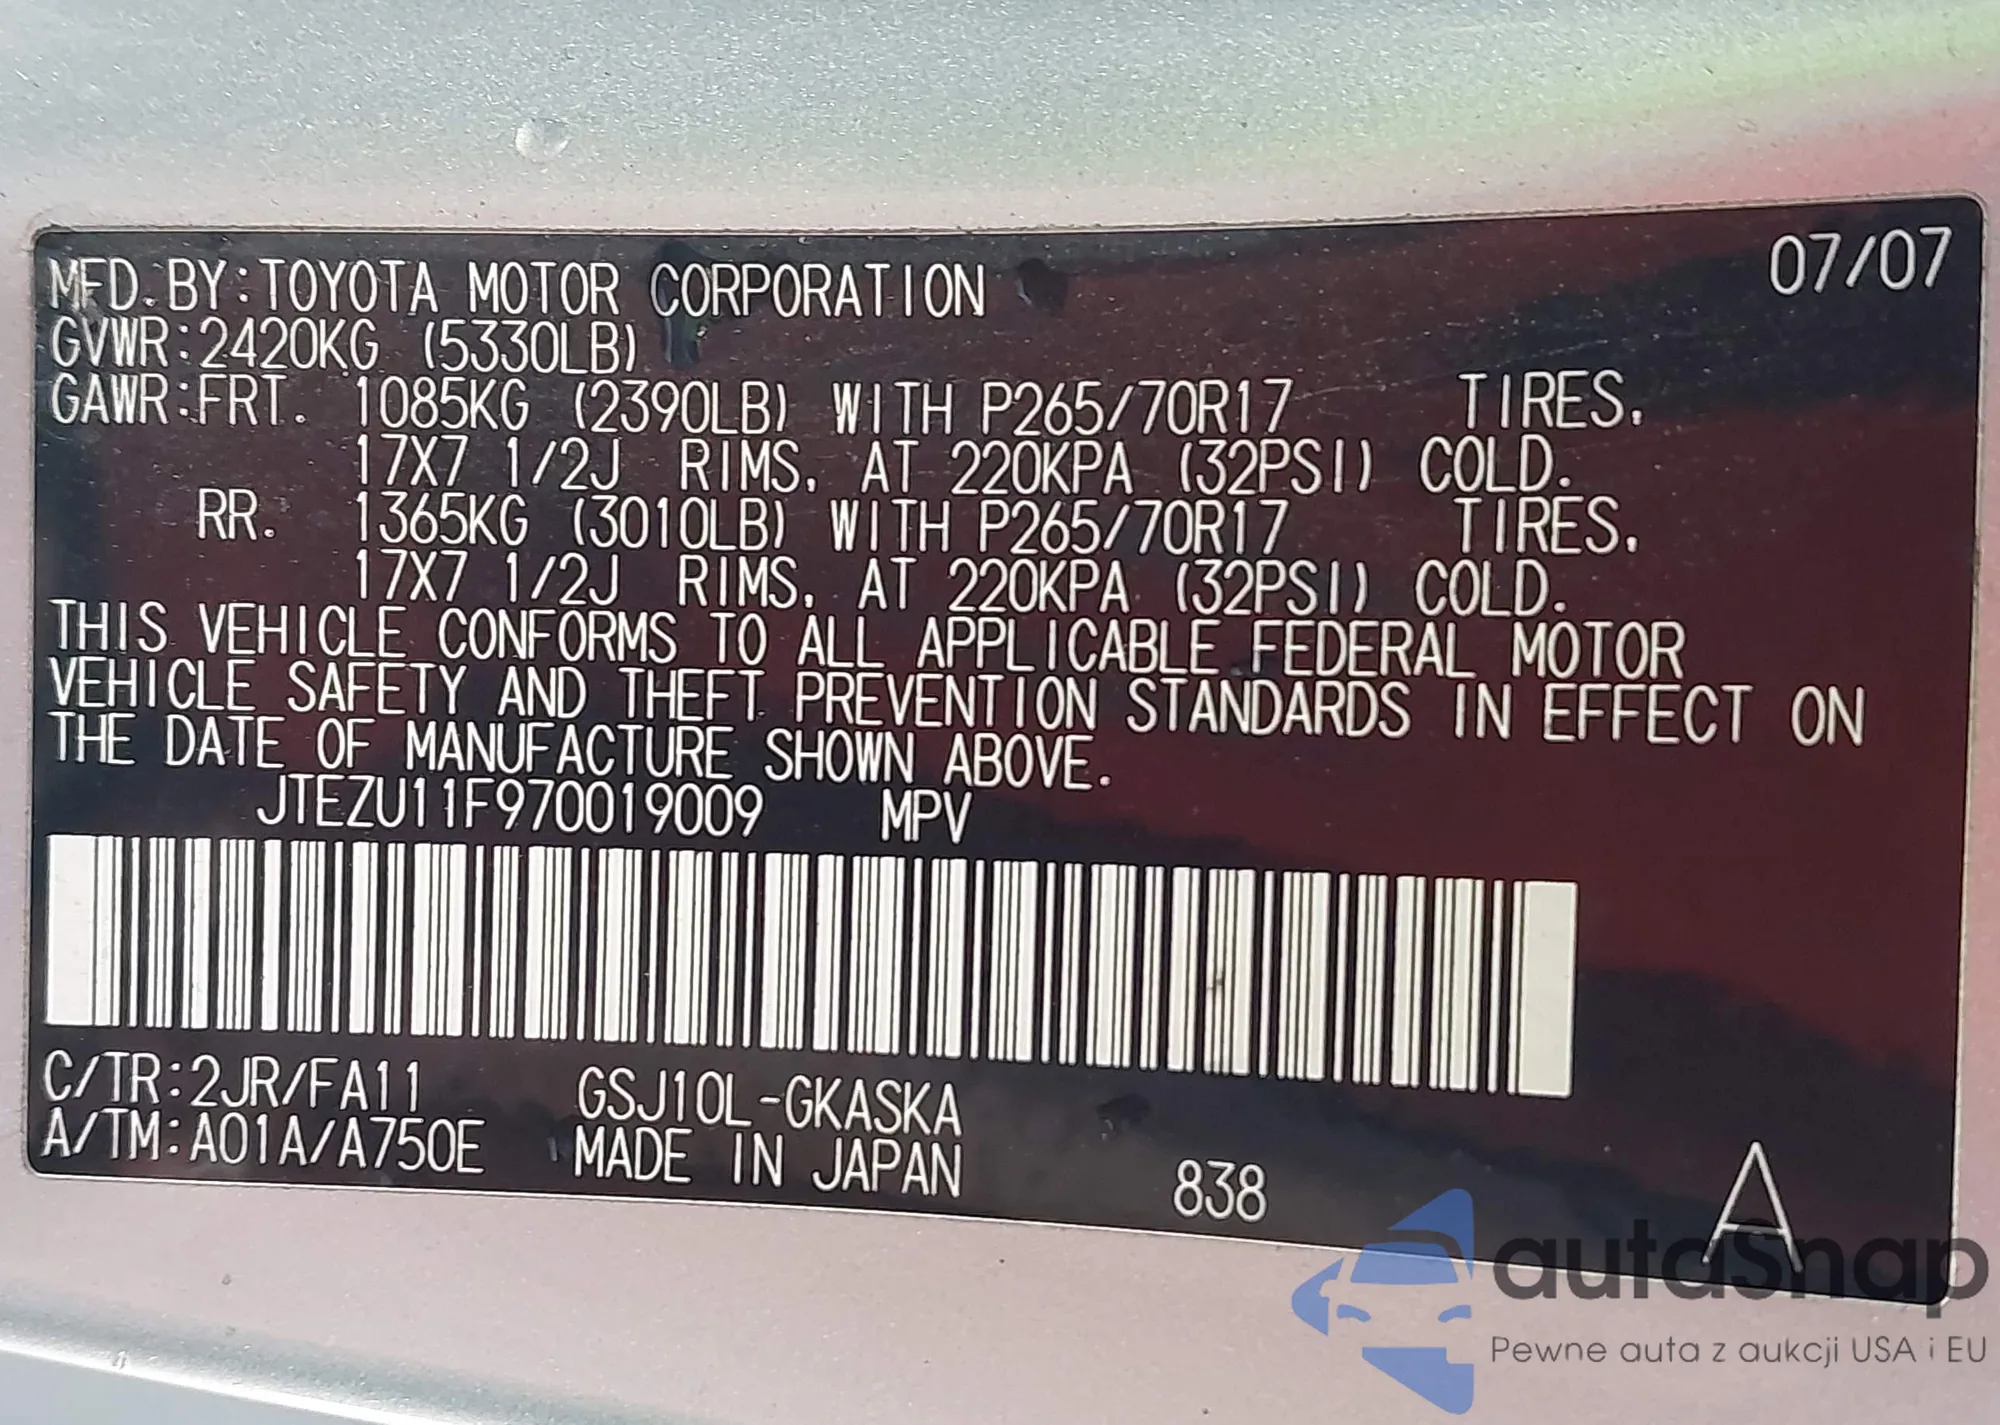 07/07
MFD. BY:TOYOTA MOTOR CORPORATION
GVWR:2420KG (5330LB)
GAWR:FRT. 1085KG (2390LB) WITH P265/70R17 TIRES,
17X7 1/2J RIMS, AT 220KPA (32PSI) COLD.
RR. 1365KG (3010LB) WITH P265/70R17 TIRES,
17X7 1/2J RIMS, AT 220KPA (32PSI) COLD.
THIS VEHICLE CONFORMS TO ALL APPLICABLE FEDERAL MOTOR
VEHICLE SAFETY AND THEFT PREVENTION STANDARDS IN EFFECT ON
THE DATE OF MANUFACTURE SHOWN ABOVE.
JTEZU11F970019009 MPV
C/TR:2JR/FA11 GSJ10L-GKASKA
A/TM:A01A/A750E MADE IN JAPAN 838 A
autoSnap
Pewne auta z aukcji USA i EU